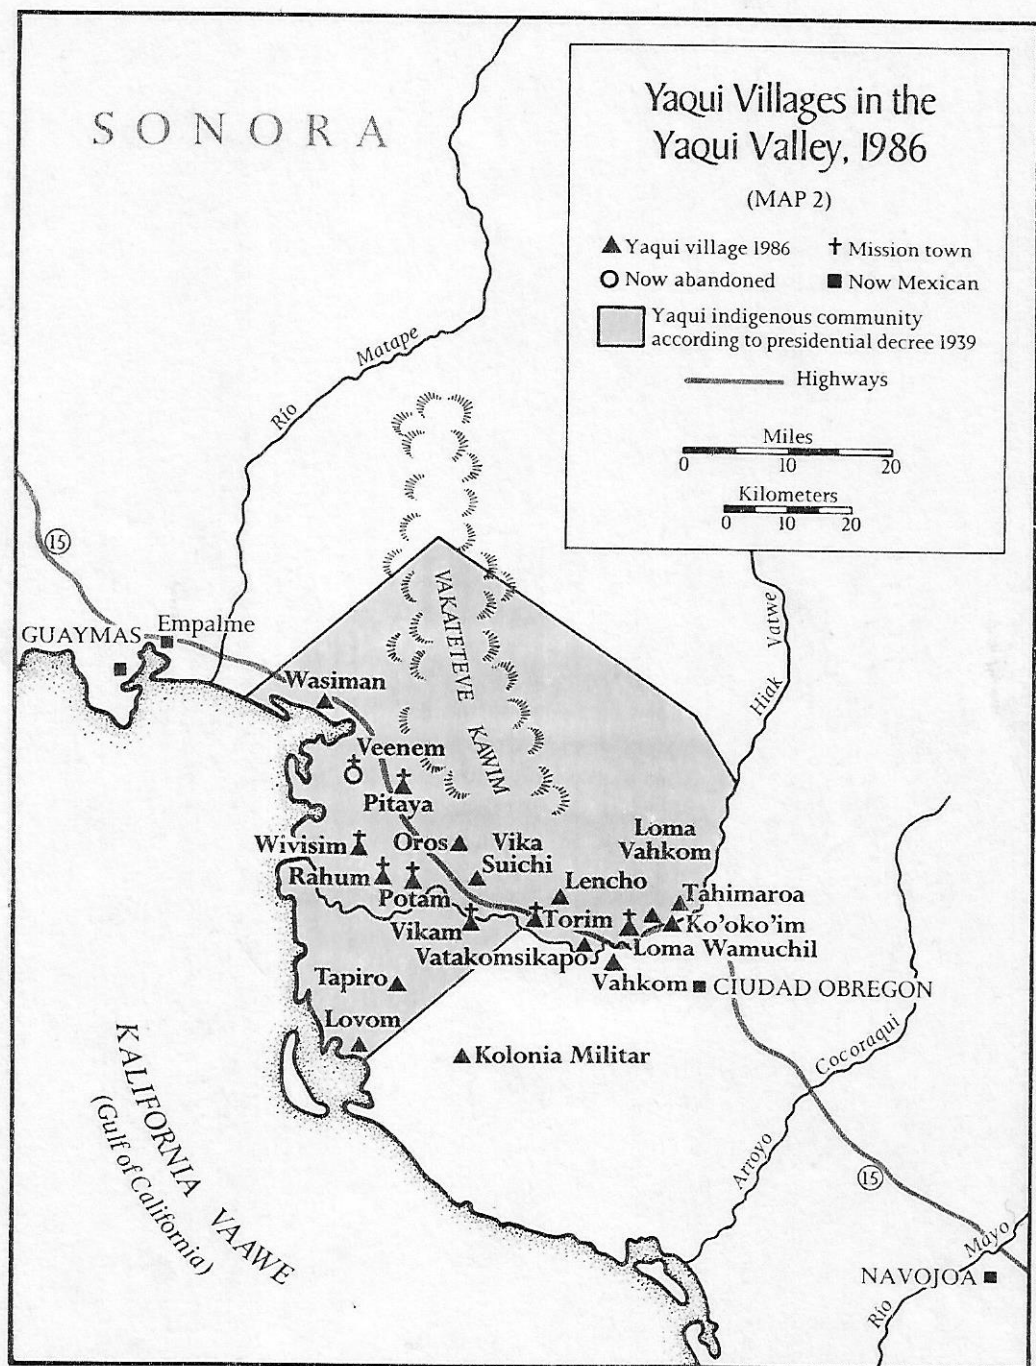 SONORA
Yaqui Villages in the
Yaqui Valley, 1986
(MAP 2)
Yaqui village 1986
Mission town
Now abandoned
Now Mexican
Yaqui indigenous community
according to presidential decree 1939
Highways
Miles
0 10 20
Kilometers
0 10 20
Río Matape
15
GUAYMAS
Empalme
VAKATETEVE KAWIM
Hiak Vatwe
Wasiman
Veenem
Pitaya
Wivisim
Oros
Vika
Suichi
Loma
Vahkom
Rahum
Potam
Lencho
Tahimaroa
Vikam
Torim
Ko'oko'im
Vatakomsikapo
Loma Wamuchil
Tapiro
Vahkom
CIUDAD OBREGON
Lovom
Kolonia Militar
KALIFORNIA VAAWE
(Gulf of California)
Arroyo Cocoraqui
15
Río Mayo
NAVOJOA